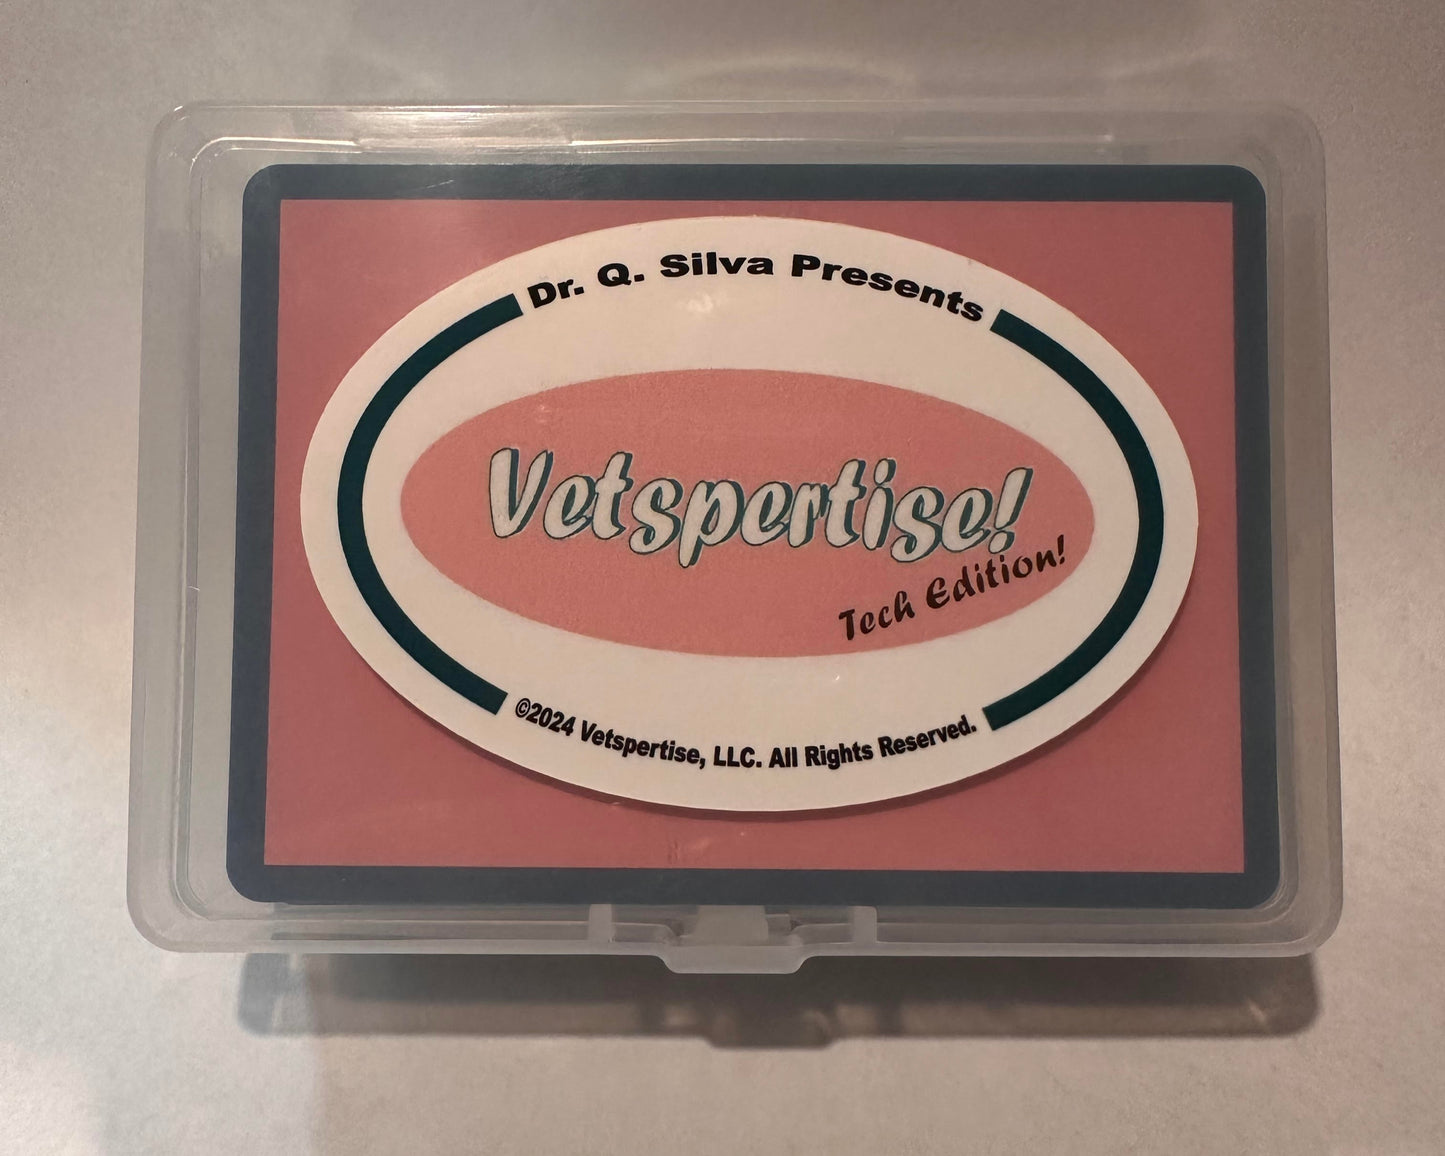 Dr. Q. Silva Presents
Vetspertise!
Tech Edition!
©2024 Vetspertise, LLC. All Rights Reserved.